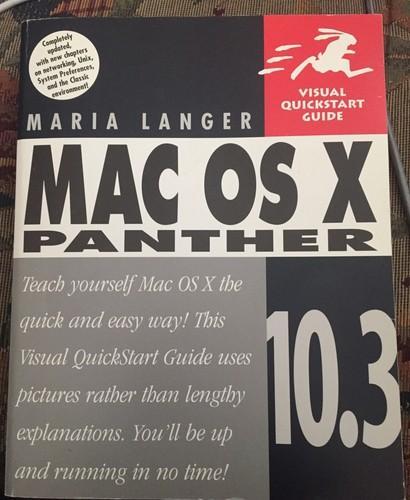 Completely
updated,
with new chapters
on networking, Unix,
System Preferences,
and the Classic
environment!
VISUAL
QUICKSTART
GUIDE
MARIA LANGER
MAC OS X
PANTHER
Teach yourself Mac OS X the
quick and easy way! This
Visual QuickStart Guide uses
pictures rather than lengthy
explanations. You'll be up
and running in no time!
10.3